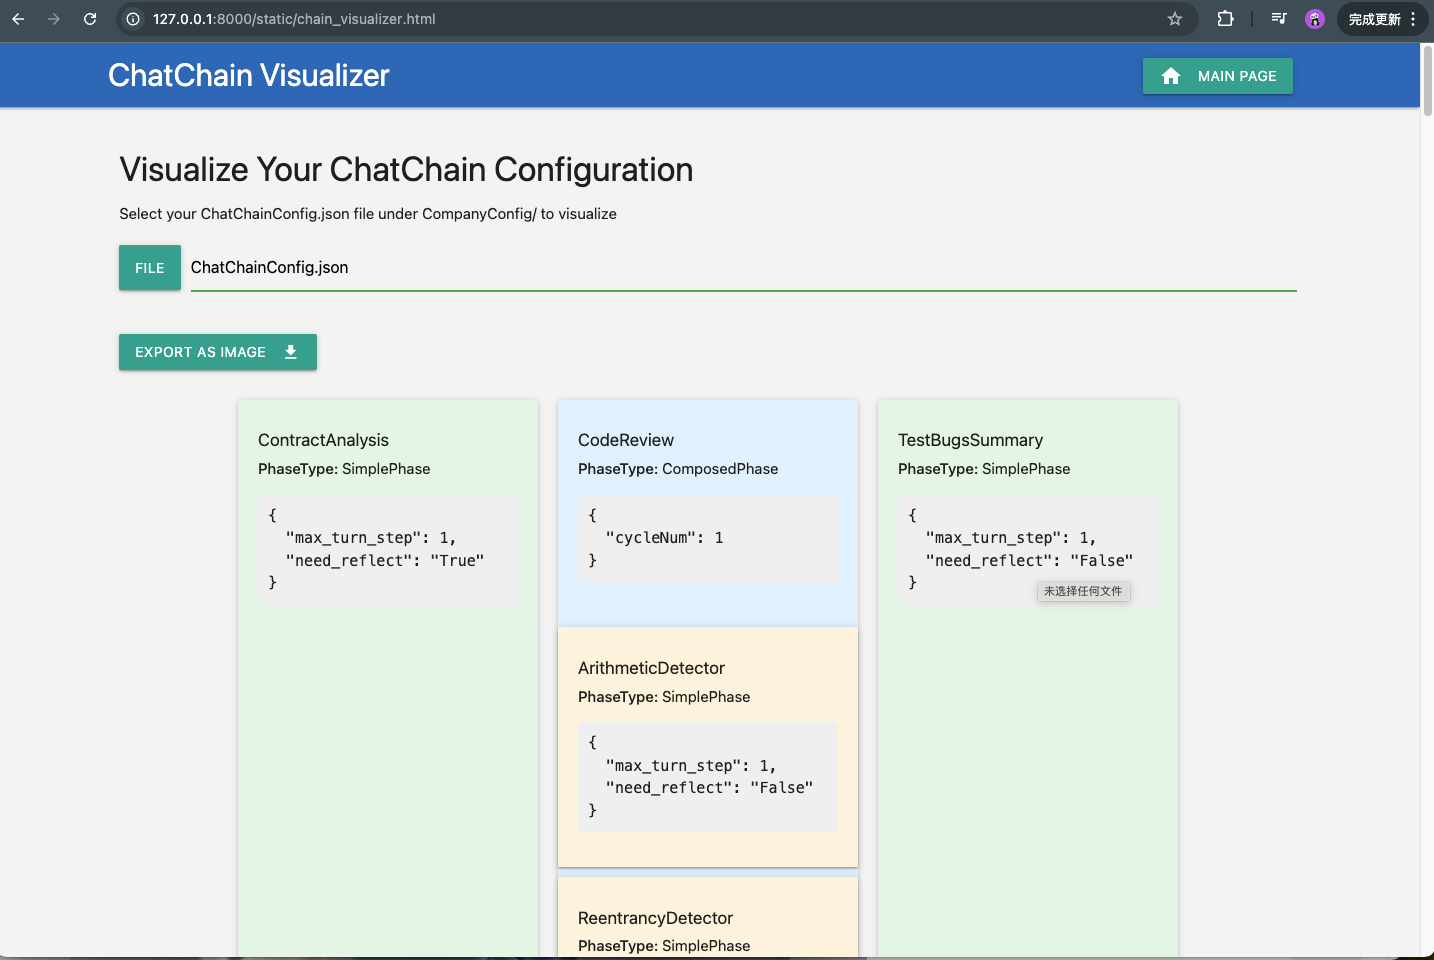 127.0.0.1:8000/static/chain_visualizer.html
完成更新
ChatChain Visualizer
MAIN PAGE
Visualize Your ChatChain Configuration
Select your ChatChainConfig.json file under CompanyConfig/ to visualize
FILE
ChatChainConfig.json
EXPORT AS IMAGE
ContractAnalysis
PhaseType: SimplePhase
{
"max_turn_step": 1,
"need_reflect": "True"
}
CodeReview
PhaseType: ComposedPhase
{
"cycleNum": 1
}
ArithmeticDetector
PhaseType: SimplePhase
{
"max_turn_step": 1,
"need_reflect": "False"
}
ReentrancyDetector
PhaseType: SimplePhase
TestBugsSummary
PhaseType: SimplePhase
{
"max_turn_step": 1,
"need_reflect": "False"
}
未选择任何文件